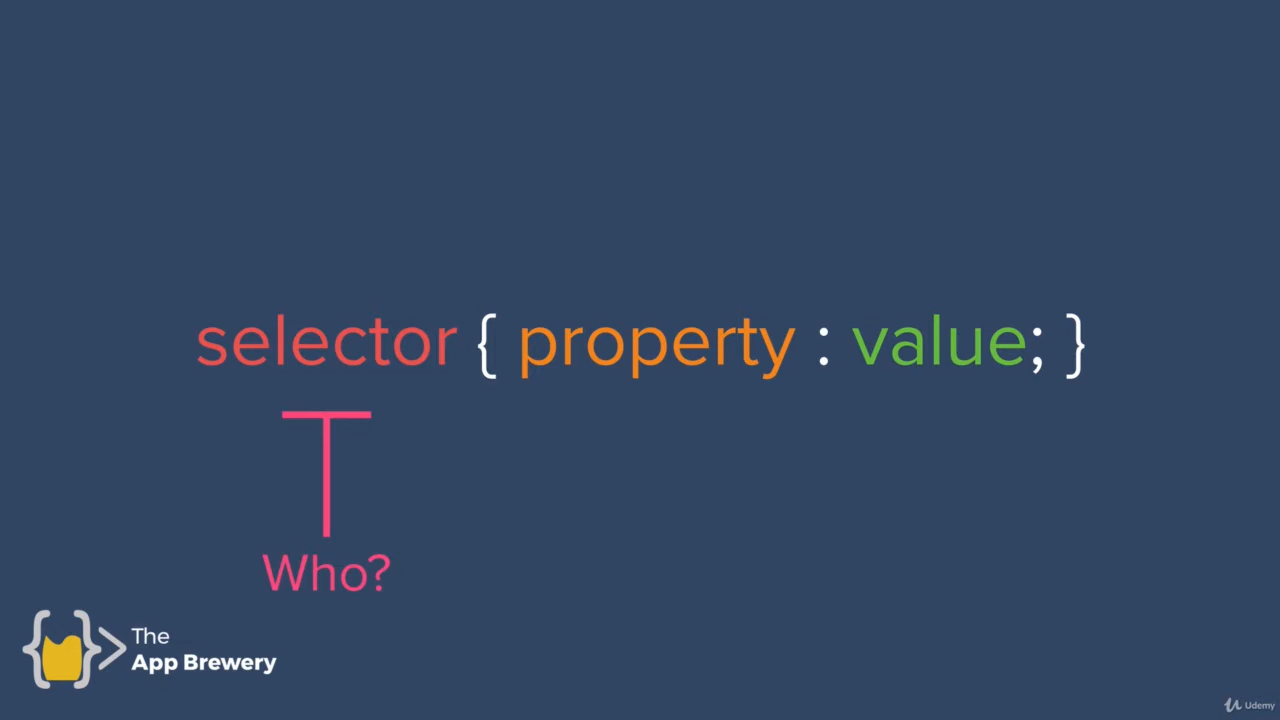 selector { property : value; }
Who?
The
App Brewery
Udemy